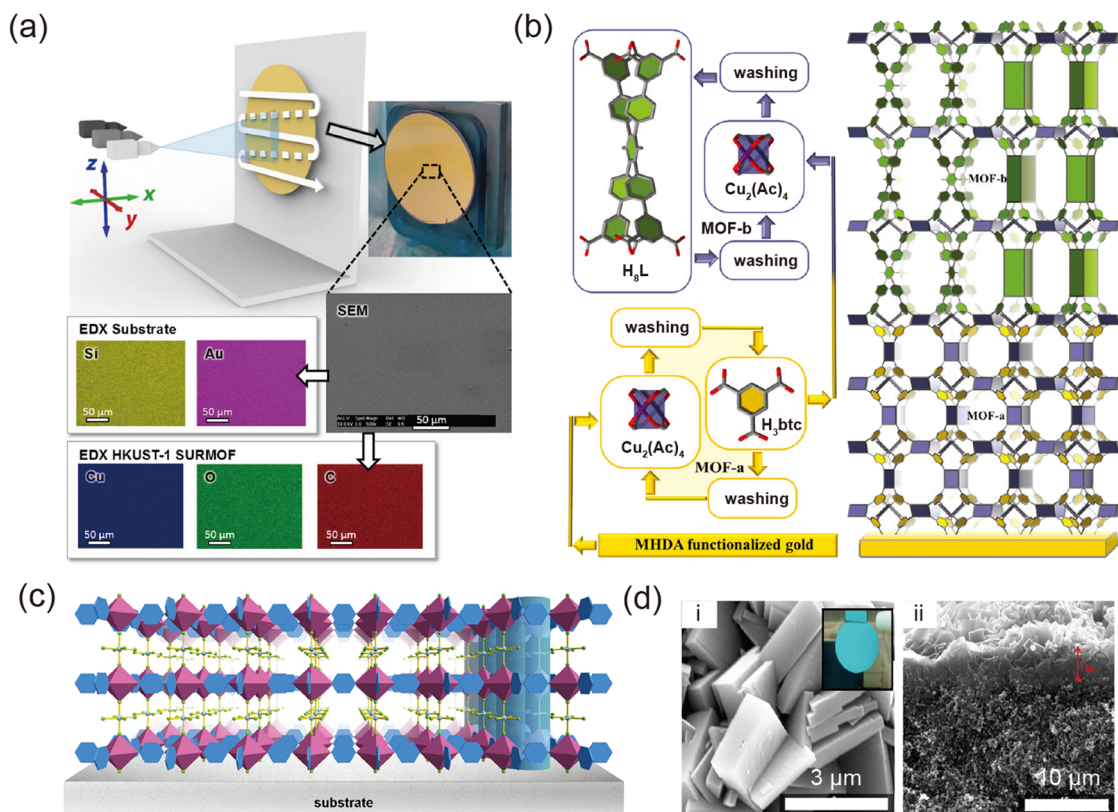 (a)
z
x
y
SEM
50 μm
EDX Substrate
Si
50 μm
Au
50 μm
EDX HKUST-1 SURMOF
Cu
50 μm
O
50 μm
C
50 μm
(b)
washing
Cu2(Ac)4
MOF-b
washing
H8L
washing
Cu2(Ac)4
H3btc
MOF-a
washing
MHDA functionalized gold
MOF-b
MOF-a
(c)
substrate
(d)
i
3 μm
ii
10 μm